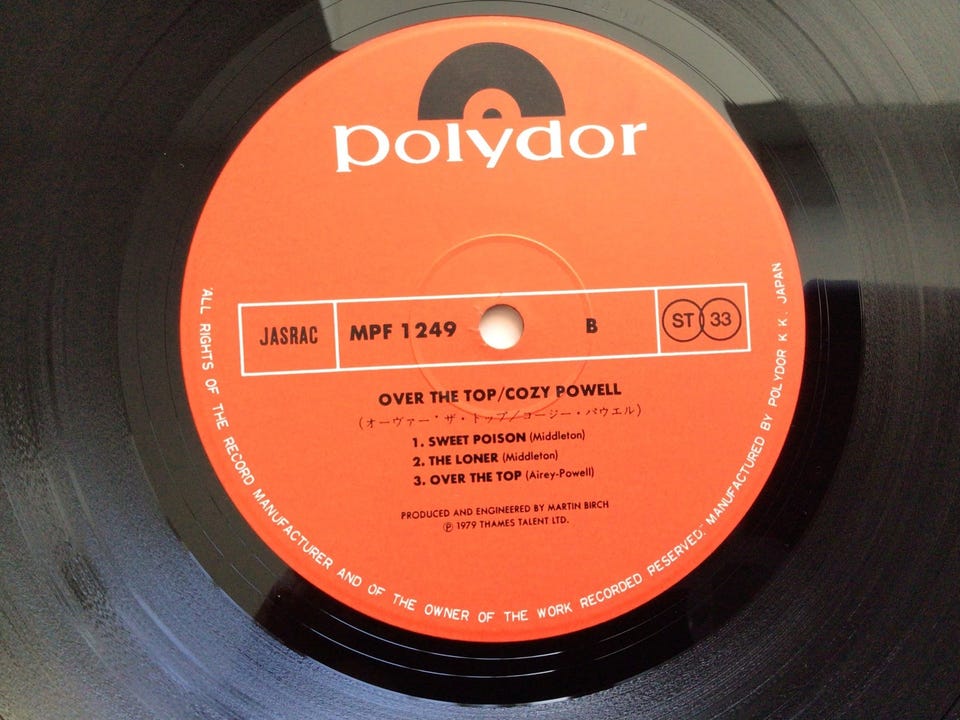 polydor
JASRAC MPF 1249 B ST 33
OVER THE TOP/COZY POWELL
(オーヴァー・ザ・トップ/コージー・パウエル)
1. SWEET POISON (Middleton)
2. THE LONER (Middleton)
3. OVER THE TOP (Airey-Powell)
PRODUCED AND ENGINEERED BY MARTIN BIRCH
Ⓟ 1979 THAMES TALENT LTD.
"ALL RIGHTS OF THE RECORD MANUFACTURER AND OF THE OWNER OF THE WORK RECORDED RESERVED." MANUFACTURED BY POLYDOR K.K. JAPAN